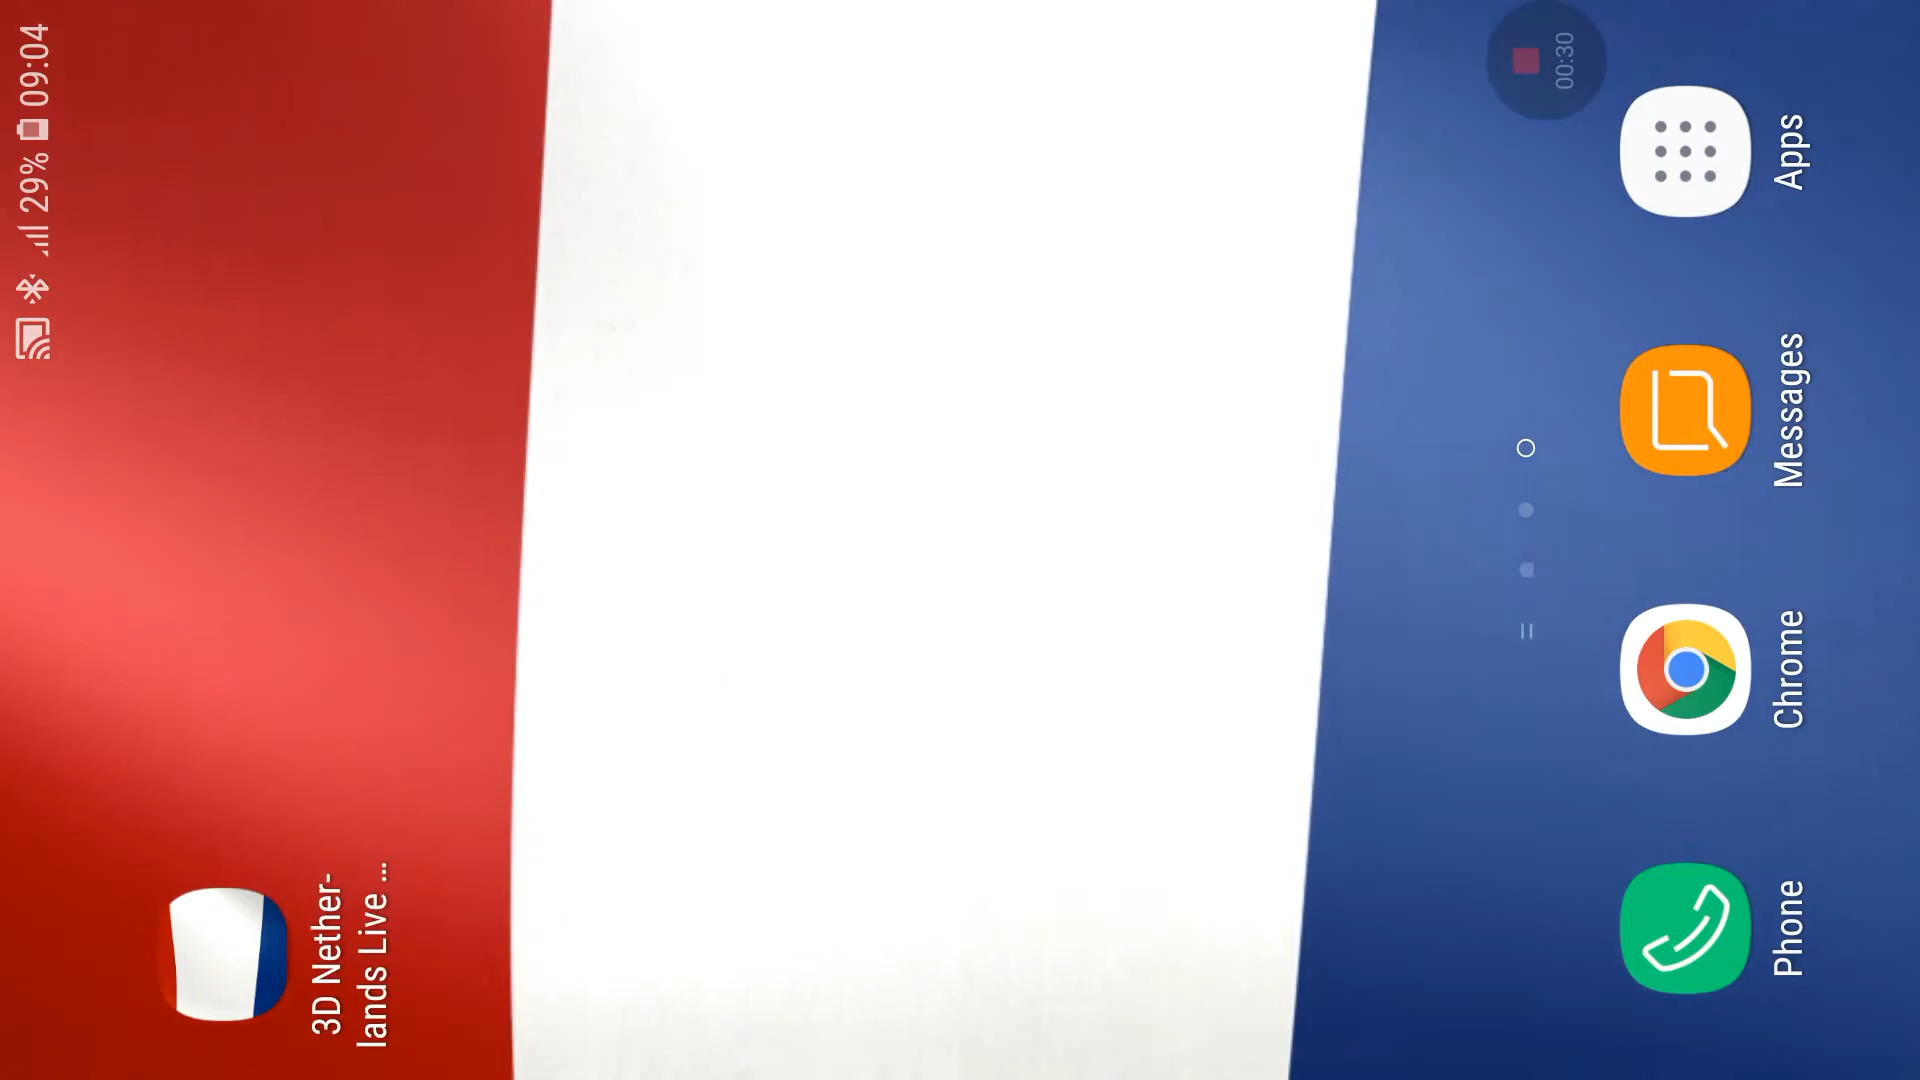 29% 09:04
3D Nether-
lands Live ...
00:30
Phone
Chrome
Messages
Apps